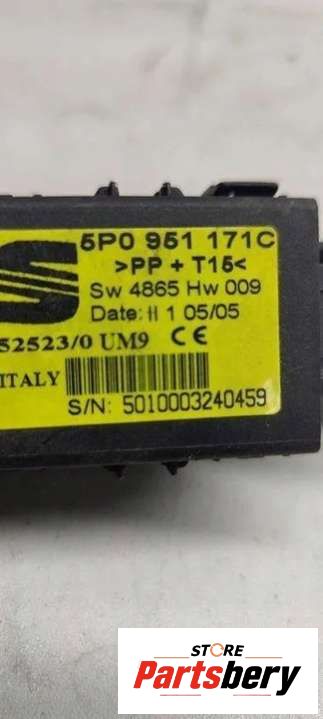 5P0 951 171C
>PP + T15<
Sw 4865 Hw 009
Date: II 1 05/05
52523/0 UM9 CE
ITALY
S/N: 5010003240459
STORE
Partsbery